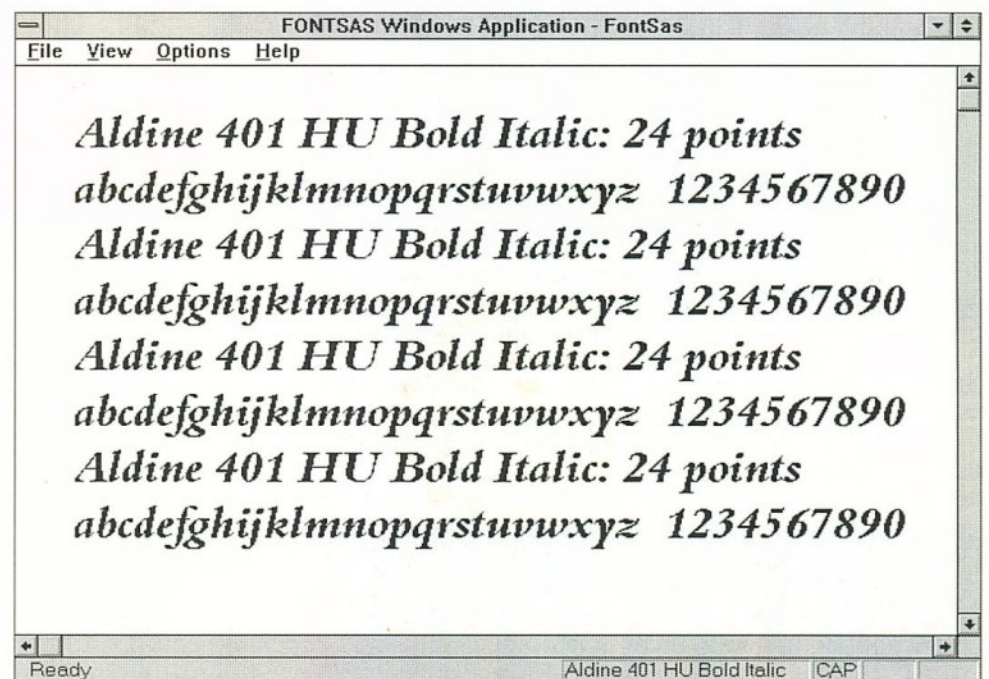 FONTSAS Windows Application - FontSas
File View Options Help
Aldine 401 HU Bold Italic: 24 points
abcdefghijklmnopqrstuvwxyz 1234567890
Aldine 401 HU Bold Italic: 24 points
abcdefghijklmnopqrstuvwxyz 1234567890
Aldine 401 HU Bold Italic: 24 points
abcdefghijklmnopqrstuvwxyz 1234567890
Aldine 401 HU Bold Italic: 24 points
abcdefghijklmnopqrstuvwxyz 1234567890
Ready Aldine 401 HU Bold Italic CAP